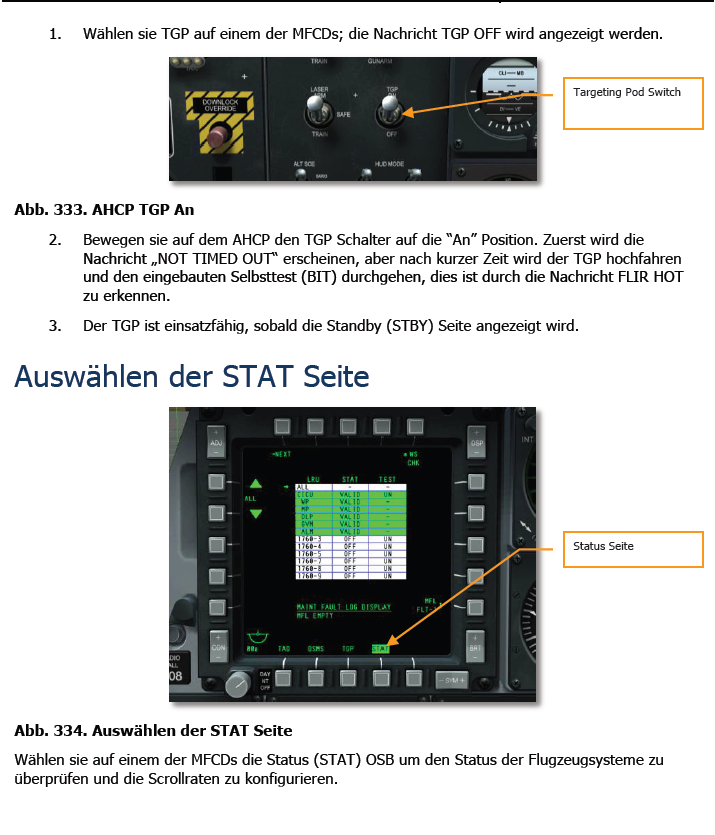 1. Wählen sie TGP auf einem der MFCDs; die Nachricht TGP OFF wird angezeigt werden.
TRAIN
GUNARM
LASER
TGP
DOWNLOCK
OVERRIDE
SAFE
TRAIN
OFF
ALT SCE
HUD MODE
Targeting Pod Switch
Abb. 333. AHCP TGP An
2. Bewegen sie auf dem AHCP den TGP Schalter auf die “An” Position. Zuerst wird die
Nachricht „NOT TIMED OUT“ erscheinen, aber nach kurzer Zeit wird der TGP hochfahren
und den eingebauten Selbsttest (BIT) durchgehen, dies ist durch die Nachricht FLIR HOT
zu erkennen.
3. Der TGP ist einsatzfähig, sobald die Standby (STBY) Seite angezeigt wird.
Auswählen der STAT Seite
ADJ
DSP
INT
NEXT
WS
CHK
LRU STAT TEST
ALL - -
CICU VALID UN
WP VALID -
MP VALID -
DLP VALID -
DVM VALID -
ALM VALID -
1760-3 OFF UN
1760-4 OFF UN
1760-5 OFF UN
1760-7 OFF UN
1760-8 OFF UN
1760-9 OFF UN
ALL
MFL
MAINT FAULT LOG DISPLAY
MFL EMPTY
CON
BRT
TAD DSMS TGP STAT
DAY
NT
OFF
- SYM +
08
Status Seite
Abb. 334. Auswählen der STAT Seite
Wählen sie auf einem der MFCDs die Status (STAT) OSB um den Status der Flugzeugsysteme zu
überprüfen und die Scrollraten zu konfigurieren.